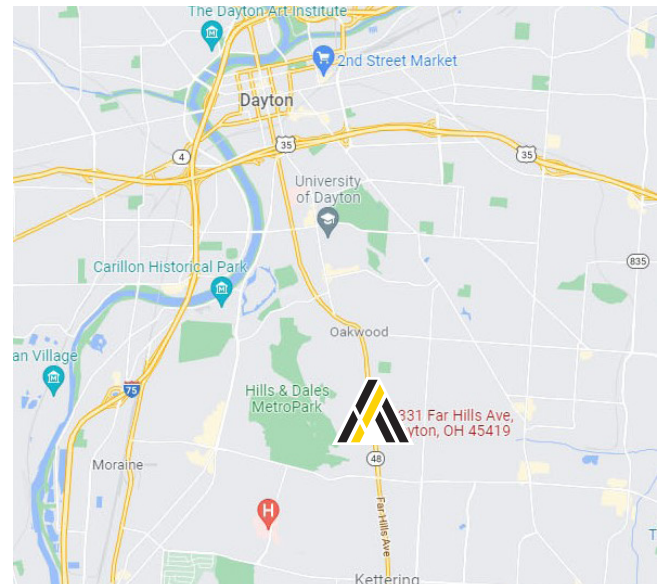 The Dayton Art Institute
2nd Street Market
Dayton
35
4
35
University
of Dayton
835
Carillon Historical Park
Oakwood
an Village
75
Hills & Dales
MetroPark
331 Far Hills Ave,
yton, OH 45419
Moraine
48
H
Far Hills Ave
T
Kettering